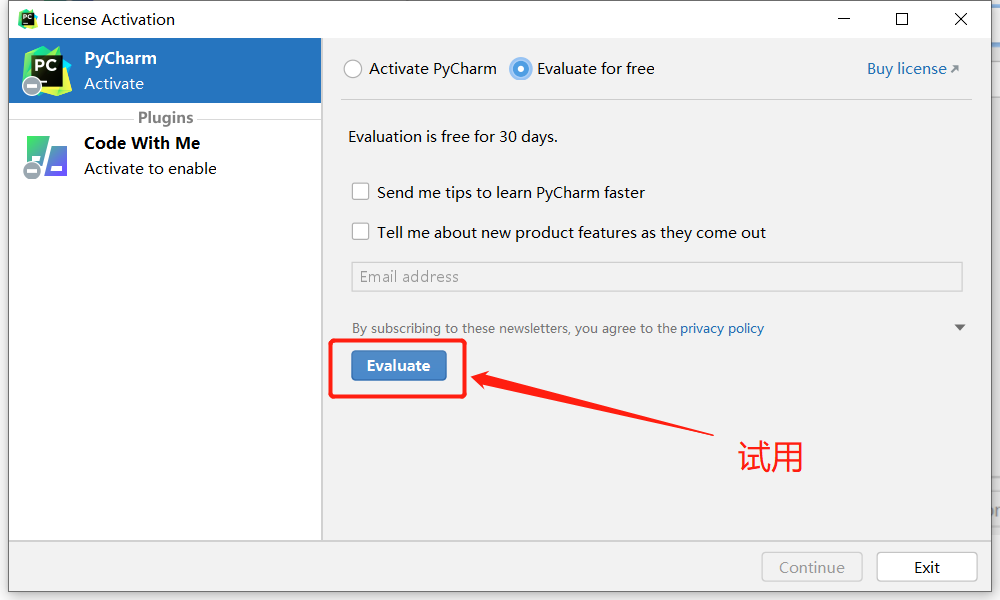 PC License Activation
PC
PyCharm
Activate
Plugins
Code With Me
Activate to enable
Activate PyCharm
Evaluate for free
Buy license
Evaluation is free for 30 days.
Send me tips to learn PyCharm faster
Tell me about new product features as they come out
Email address
By subscribing to these newsletters, you agree to the privacy policy
Evaluate
试用
Continue
Exit